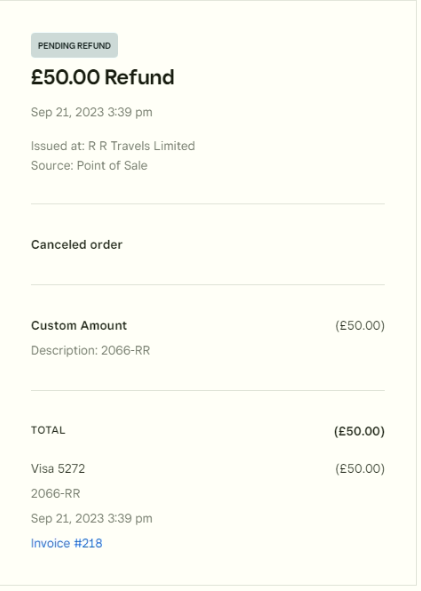 PENDING REFUND
£50.00 Refund
Sep 21, 2023 3:39 pm
Issued at: R R Travels Limited
Source: Point of Sale
Canceled order
Custom Amount (£50.00)
Description: 2066-RR
TOTAL (£50.00)
Visa 5272 (£50.00)
2066-RR
Sep 21, 2023 3:39 pm
Invoice #218